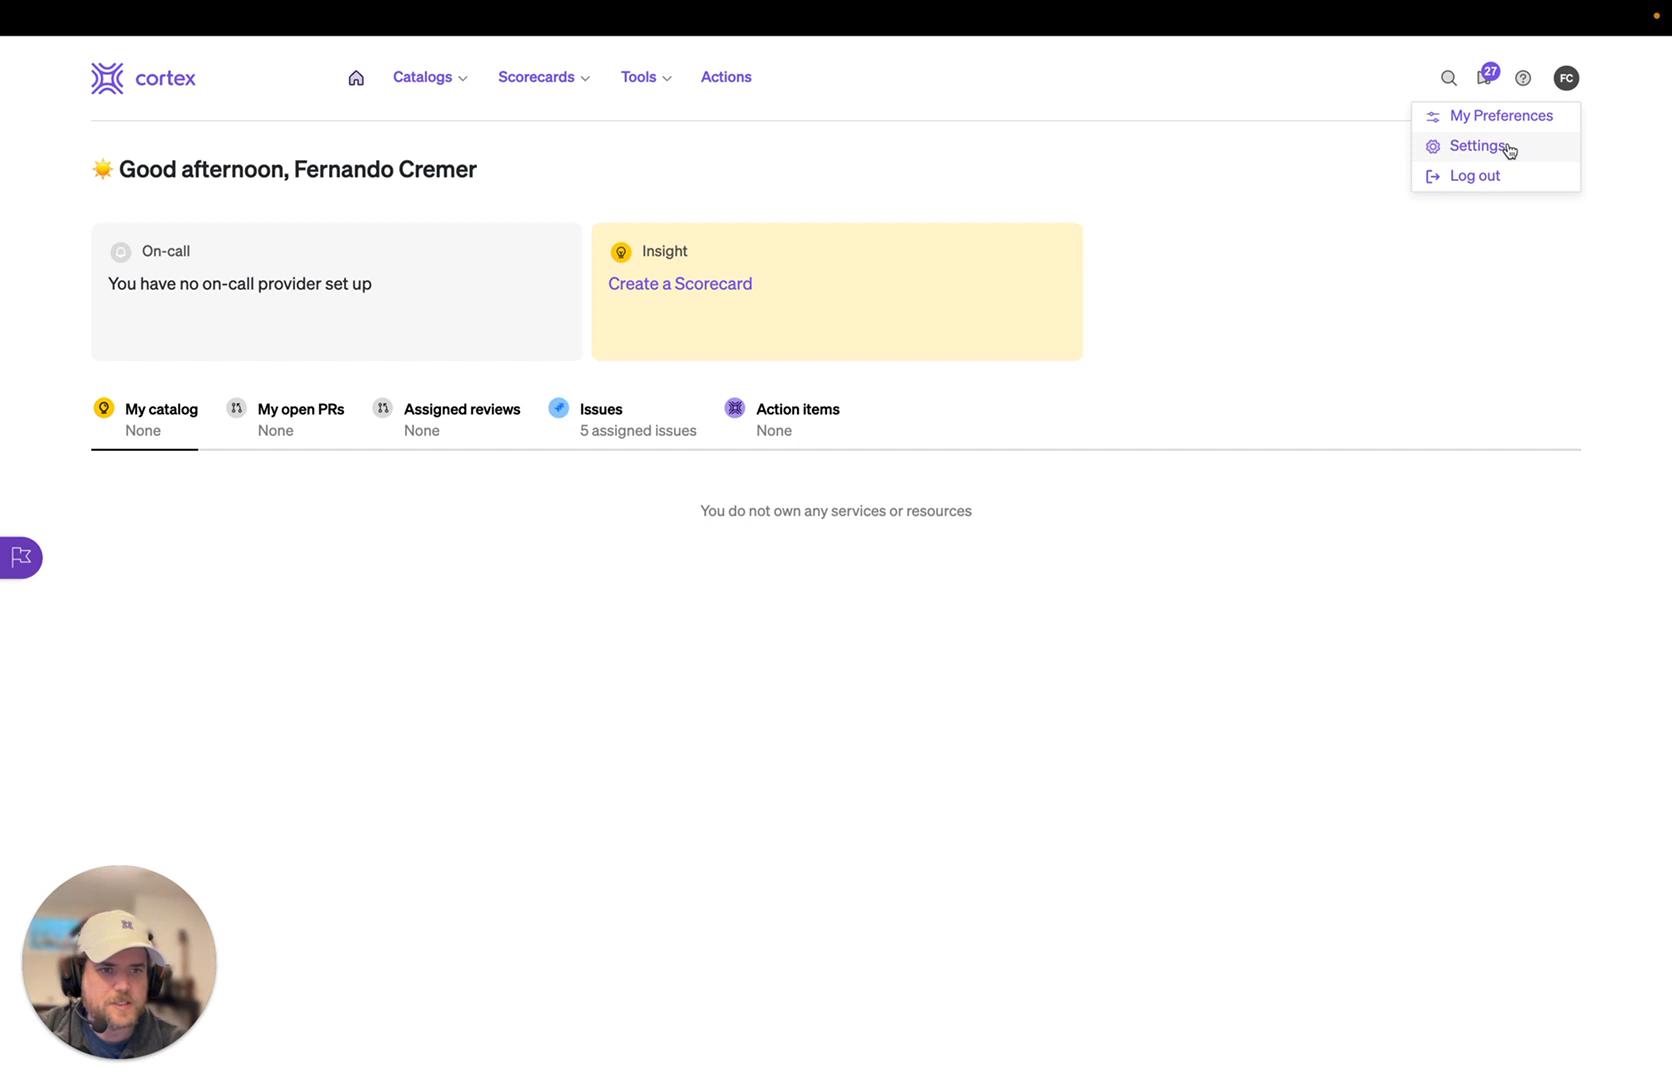 cortex
Catalogs
Scorecards
Tools
Actions
27
FC
My Preferences
Settings
Log out
Good afternoon, Fernando Cremer
On-call
You have no on-call provider set up
Insight
Create a Scorecard
My catalog
None
My open PRs
None
Assigned reviews
None
Issues
5 assigned issues
Action items
None
You do not own any services or resources